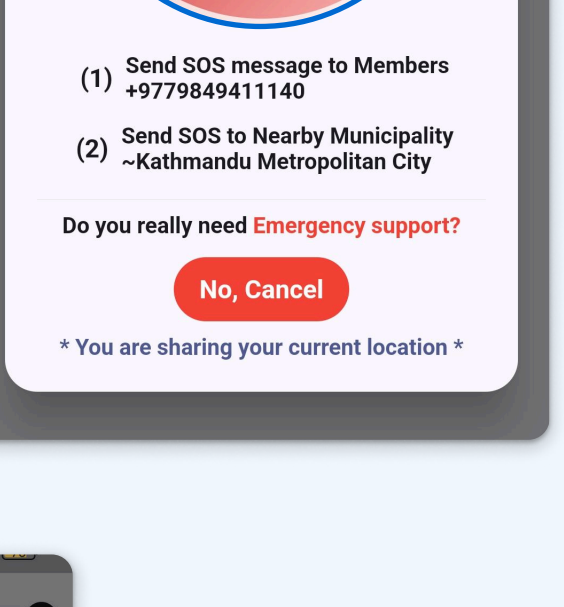 (1) Send SOS message to Members
+9779849411140
(2) Send SOS to Nearby Municipality
~Kathmandu Metropolitan City
Do you really need Emergency support?
No, Cancel
* You are sharing your current location *